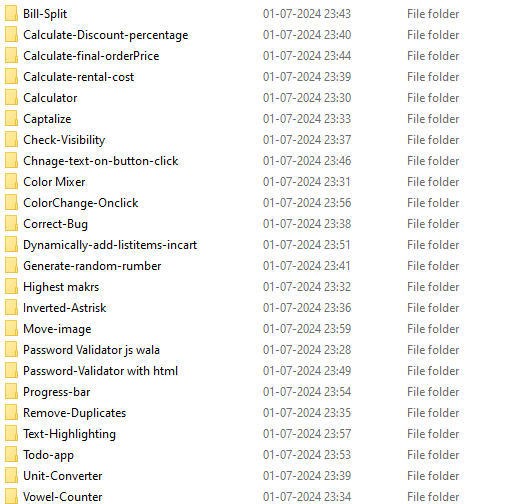 Bill-Split 01-07-2024 23:43 File folder
Calculate-Discount-percentage 01-07-2024 23:40 File folder
Calculate-final-orderPrice 01-07-2024 23:44 File folder
Calculate-rental-cost 01-07-2024 23:39 File folder
Calculator 01-07-2024 23:30 File folder
Captalize 01-07-2024 23:33 File folder
Check-Visibility 01-07-2024 23:37 File folder
Chnage-text-on-button-click 01-07-2024 23:46 File folder
Color Mixer 01-07-2024 23:31 File folder
ColorChange-Onclick 01-07-2024 23:56 File folder
Correct-Bug 01-07-2024 23:38 File folder
Dynamically-add-listitems-incart 01-07-2024 23:51 File folder
Generate-random-rumber 01-07-2024 23:41 File folder
Highest makrs 01-07-2024 23:32 File folder
Inverted-Astrisk 01-07-2024 23:36 File folder
Move-image 01-07-2024 23:59 File folder
Password Validator js wala 01-07-2024 23:28 File folder
Password-Validator with html 01-07-2024 23:49 File folder
Progress-bar 01-07-2024 23:54 File folder
Remove-Duplicates 01-07-2024 23:35 File folder
Text-Highlighting 01-07-2024 23:57 File folder
Todo-app 01-07-2024 23:53 File folder
Unit-Converter 01-07-2024 23:39 File folder
Vowel-Counter 01-07-2024 23:34 File folder